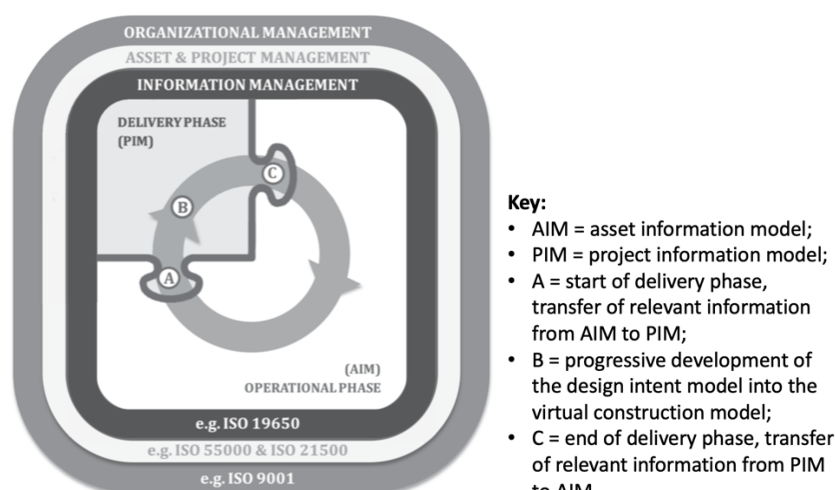 ORGANIZATIONAL MANAGEMENT
ASSET & PROJECT MANAGEMENT
INFORMATION MANAGEMENT
DELIVERY PHASE
(PIM)
C
B
A
(AIM)
OPERATIONAL PHASE
e.g. ISO 19650
e.g. ISO 55000 & ISO 21500
e.g. ISO 9001
Key:
• AIM = asset information model;
• PIM = project information model;
• A = start of delivery phase,
transfer of relevant information
from AIM to PIM;
• B = progressive development of
the design intent model into the
virtual construction model;
• C = end of delivery phase, transfer
of relevant information from PIM
to AIM